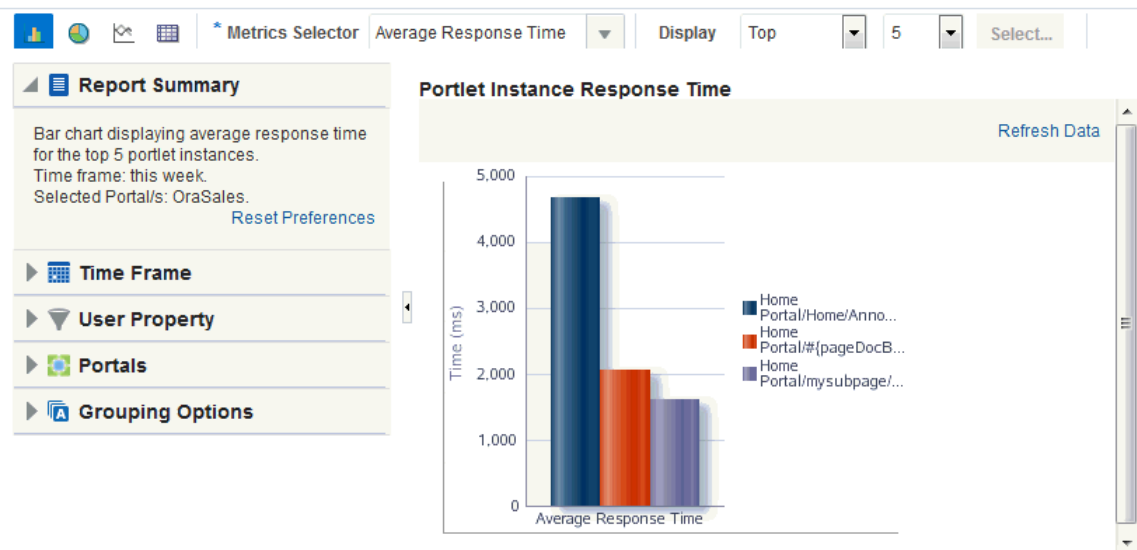 * Metrics Selector Average Response Time Display Top 5 Select...
Report Summary
Bar chart displaying average response time
for the top 5 portlet instances.
Time frame: this week.
Selected Portal/s: OraSales.
Reset Preferences
Time Frame
User Property
Portals
Grouping Options
Portlet Instance Response Time
Refresh Data
Time (ms)
5,000
4,000
3,000
2,000
1,000
0
Average Response Time
Home
Portal/Home/Anno...
Home
Portal/#{pageDocB...
Home
Portal/mysubpage/...